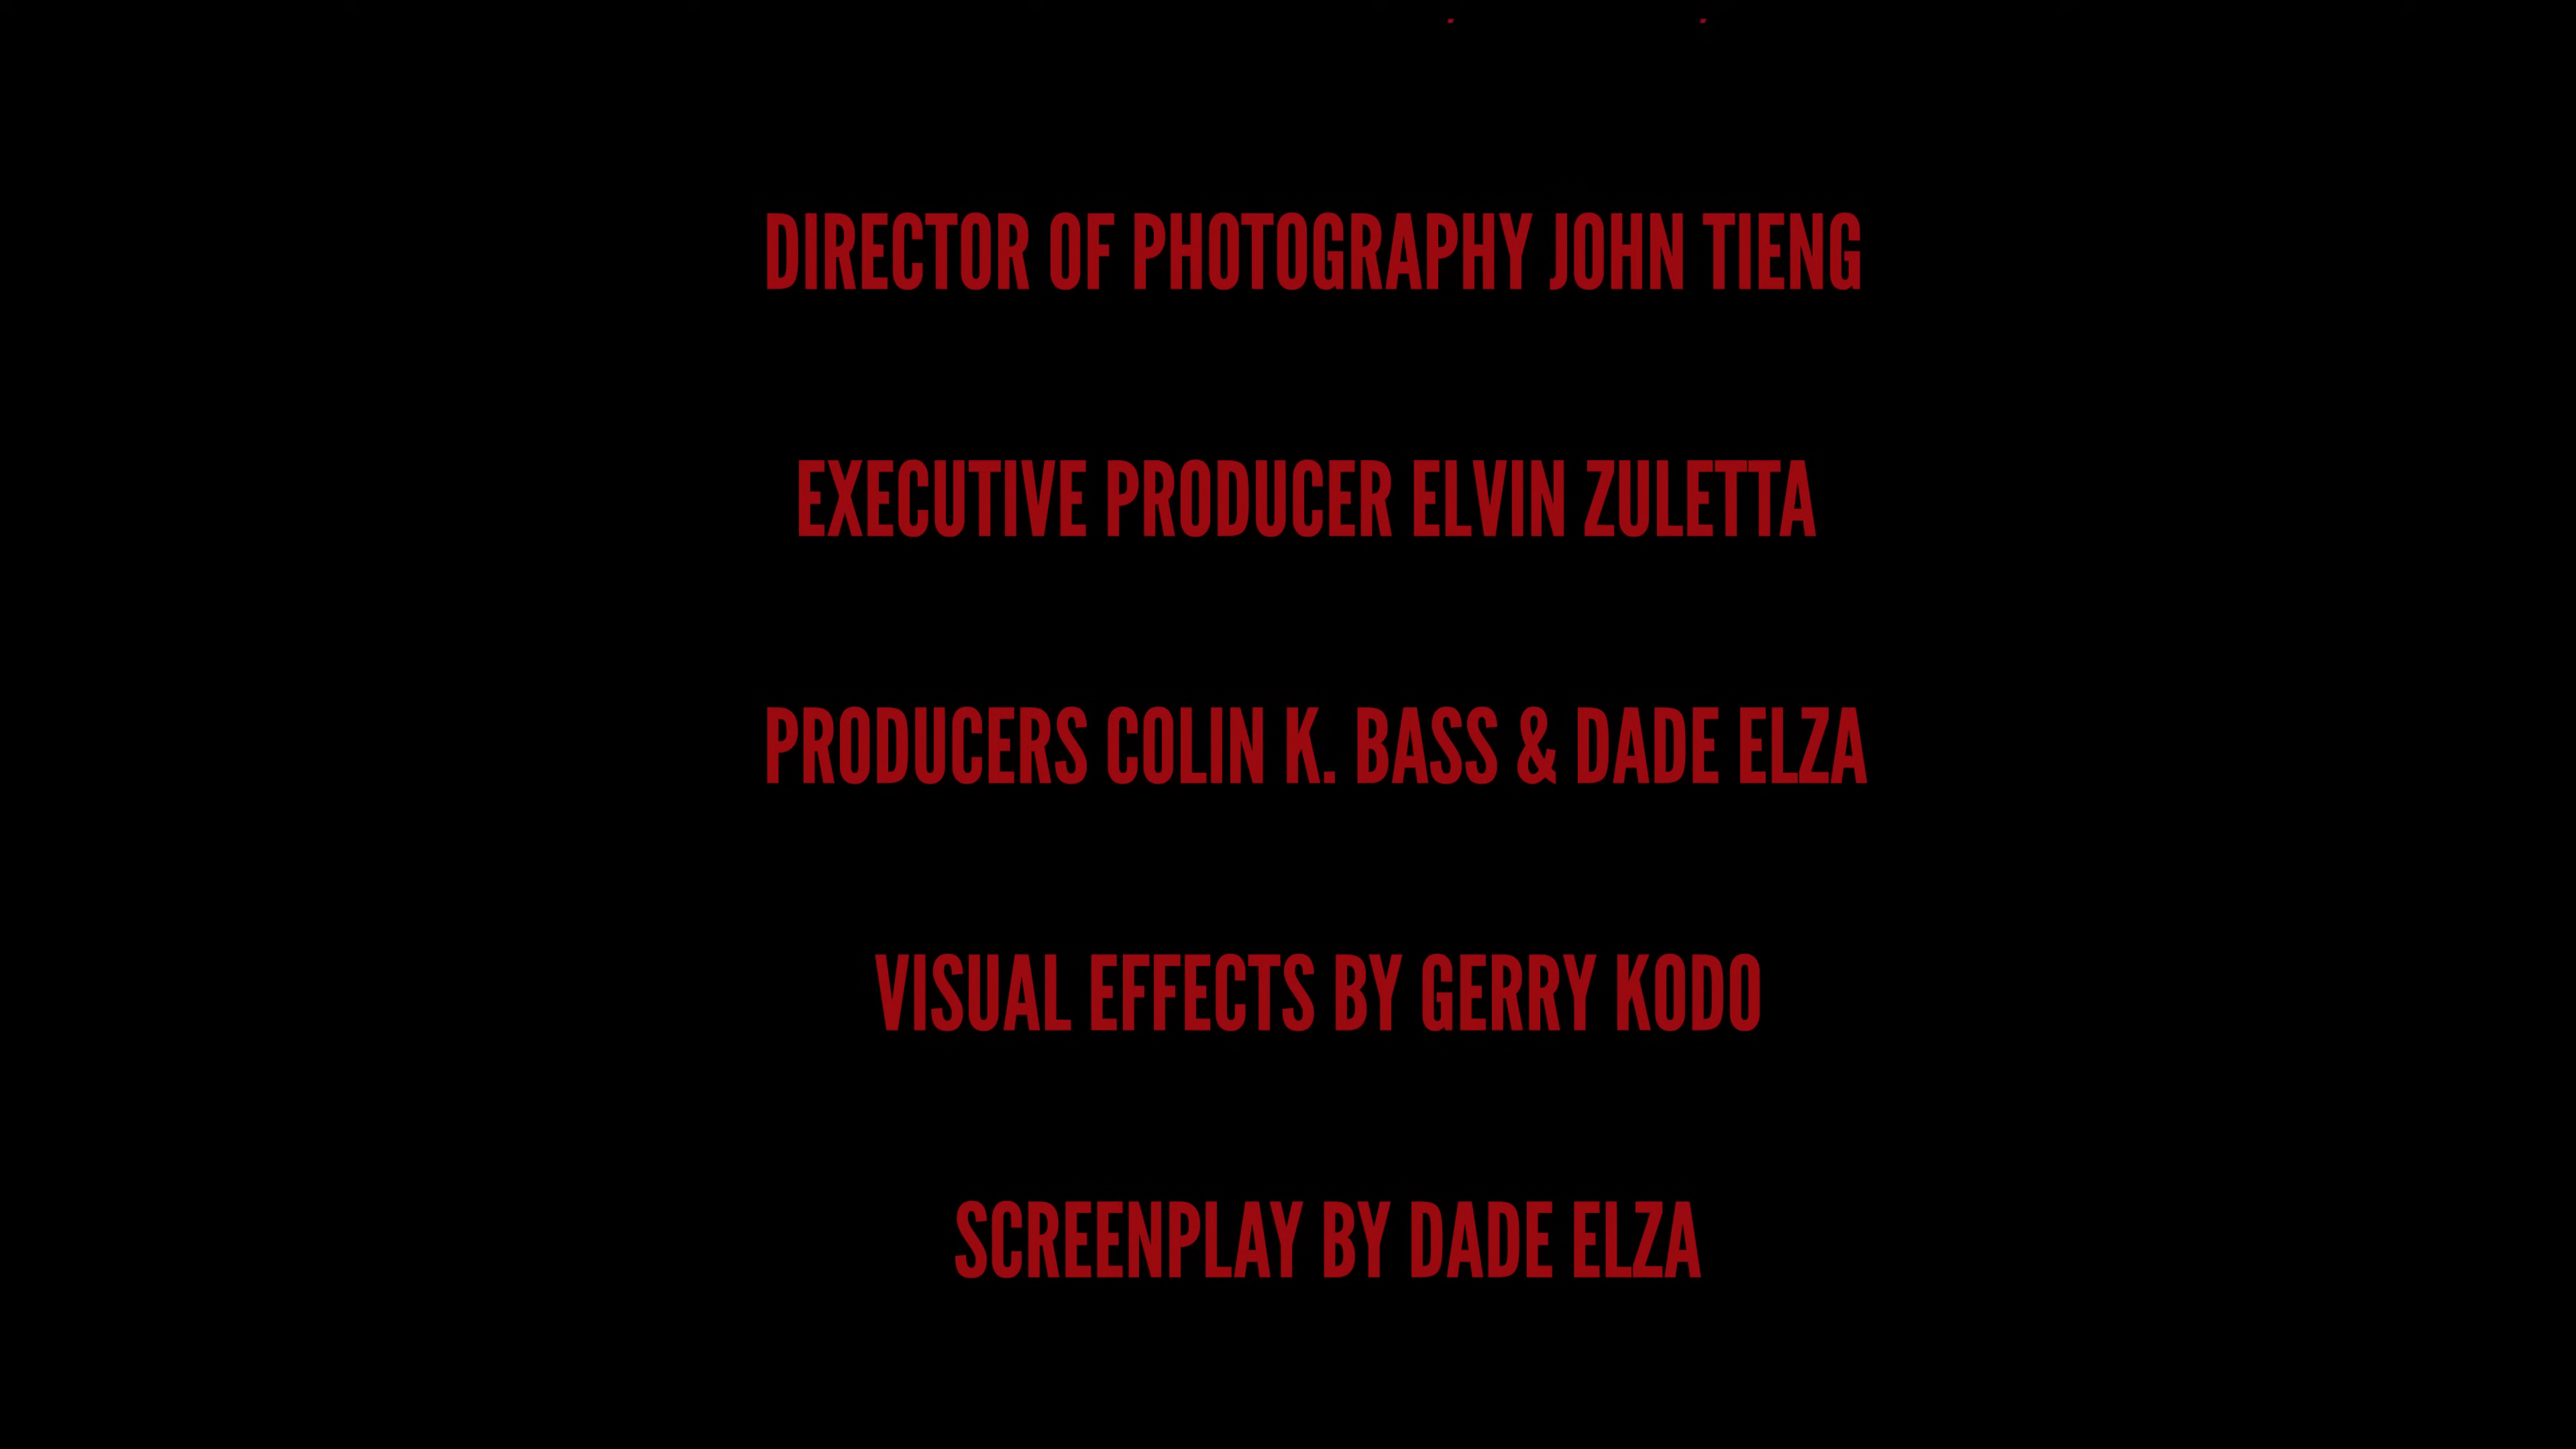 DIRECTOR OF PHOTOGRAPHY JOHN TIENG
EXECUTIVE PRODUCER ELVIN ZULETTA
PRODUCERS COLIN K. BASS & DADE ELZA
VISUAL EFFECTS BY GERRY KODO
SCREENPLAY BY DADE ELZA